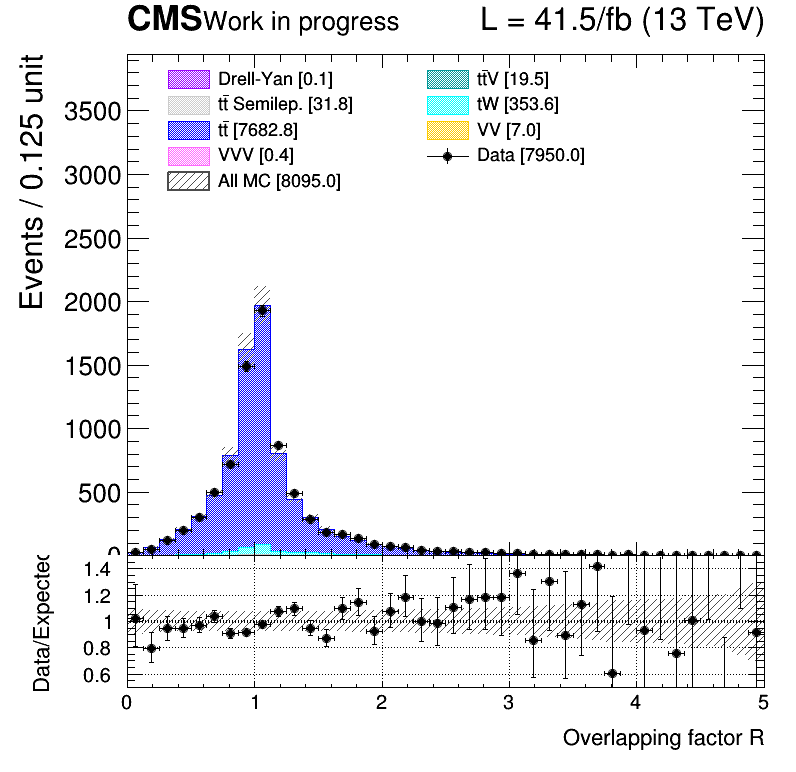 CMS Work in progress L = 41.5/fb (13 TeV)
Events / 0.125 unit
Drell-Yan [0.1]
tt̄ Semilep. [31.8]
tt̄ [7682.8]
VVV [0.4]
All MC [8095.0]
tt̄V [19.5]
tW [353.6]
VV [7.0]
Data [7950.0]
3500
3000
2500
2000
1500
1000
500
0
Data/Expected
1.4
1.2
1
0.8
0.6
0 1 2 3 4 5
Overlapping factor R